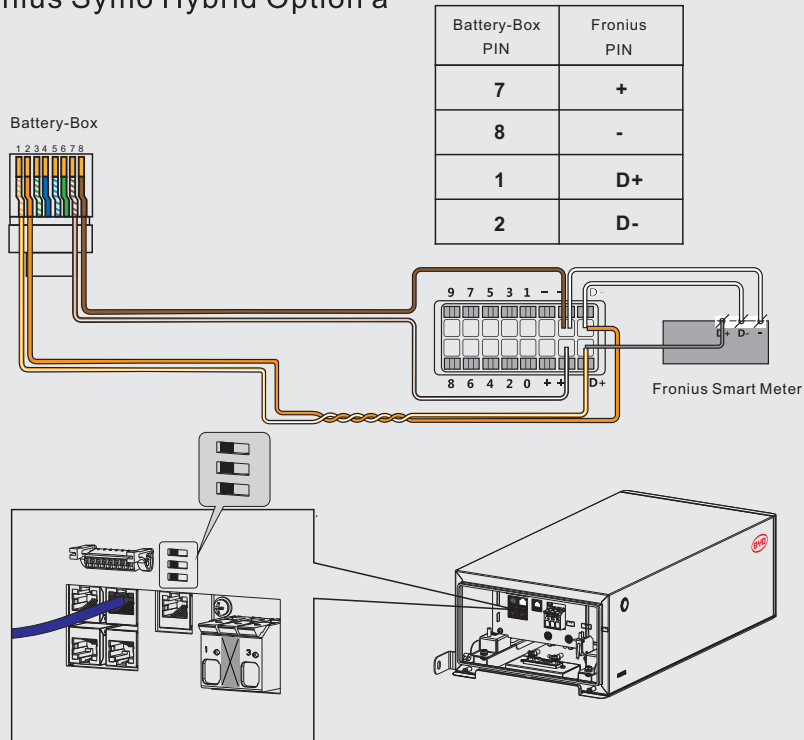 nius Symo Hybrid Option a
Battery-Box
PIN
Fronius
PIN
7
+
8
-
1
D+
2
D-
Battery-Box
1 2 3 4 5 6 7 8
9 7 5 3 1 - - D-
8 6 4 2 0 + + D+
D+ D- -
Fronius Smart Meter
1 3
BYD